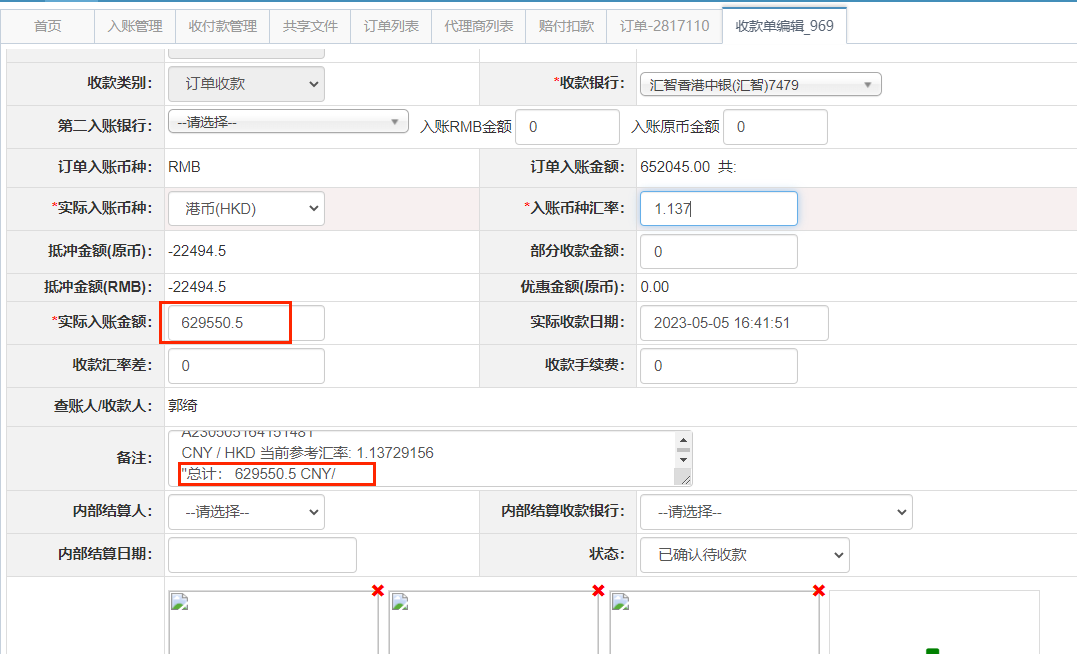 首页 入账管理 收付款管理 共享文件 订单列表 代理商列表 赔付扣款 订单-2817110 收款单编辑_969
收款类别: 订单收款 *收款银行: 汇智香港中银(汇智)7479
第二入账银行: --请选择-- 入账RMB金额 0 入账原币金额 0
订单入账币种: RMB 订单入账金额: 652045.00 共:
*实际入账币种: 港币(HKD) *入账币种汇率: 1.137
抵冲金额(原币): -22494.5 部分收款金额: 0
抵冲金额(RMB): -22494.5 优惠金额(原币): 0.00
*实际入账金额: 629550.5 实际收款日期: 2023-05-05 16:41:51
收款汇率差: 0 收款手续费: 0
查账人/收款人: 郭绮
A230505164151481
备注: CNY / HKD 当前参考汇率: 1.13729156
"总计: 629550.5 CNY/
内部结算人: --请选择-- 内部结算收款银行: --请选择--
内部结算日期: 状态: 已确认待收款